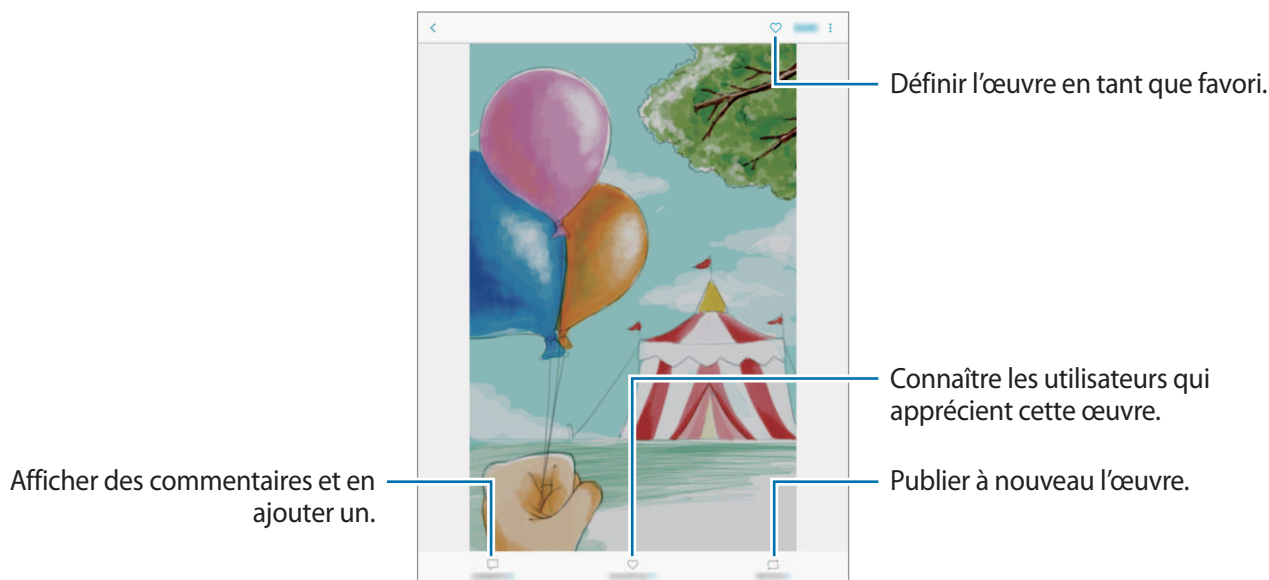 Définir l'œuvre en tant que favori.
Connaître les utilisateurs qui
apprécient cette œuvre.
Afficher des commentaires et en
ajouter un.
Publier à nouveau l'œuvre.